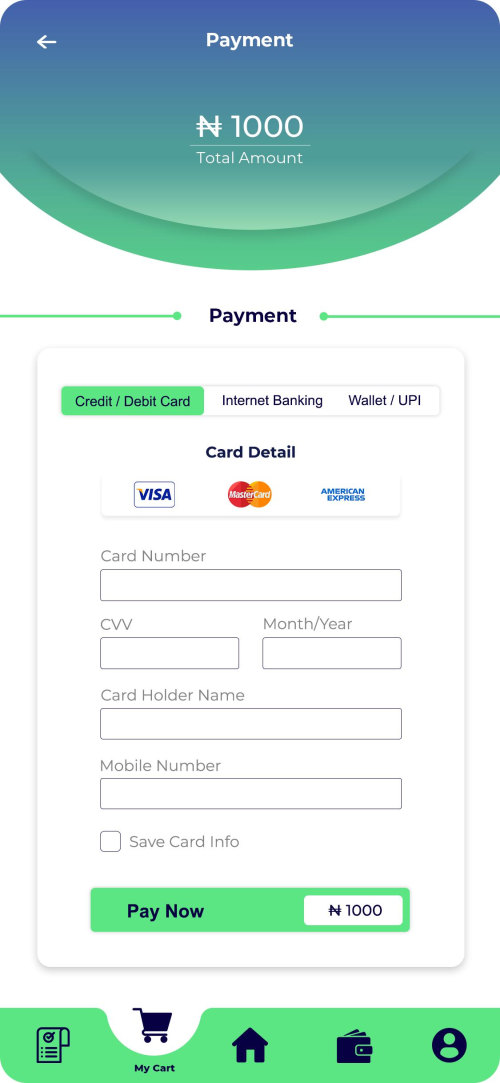 Payment
₦ 1000
Total Amount
Payment
Credit / Debit Card Internet Banking Wallet / UPI
Card Detail
VISA MasterCard AMERICAN
EXPRESS
Card Number
CVV Month/Year
Card Holder Name
Mobile Number
Save Card Info
Pay Now ₦ 1000
My Cart